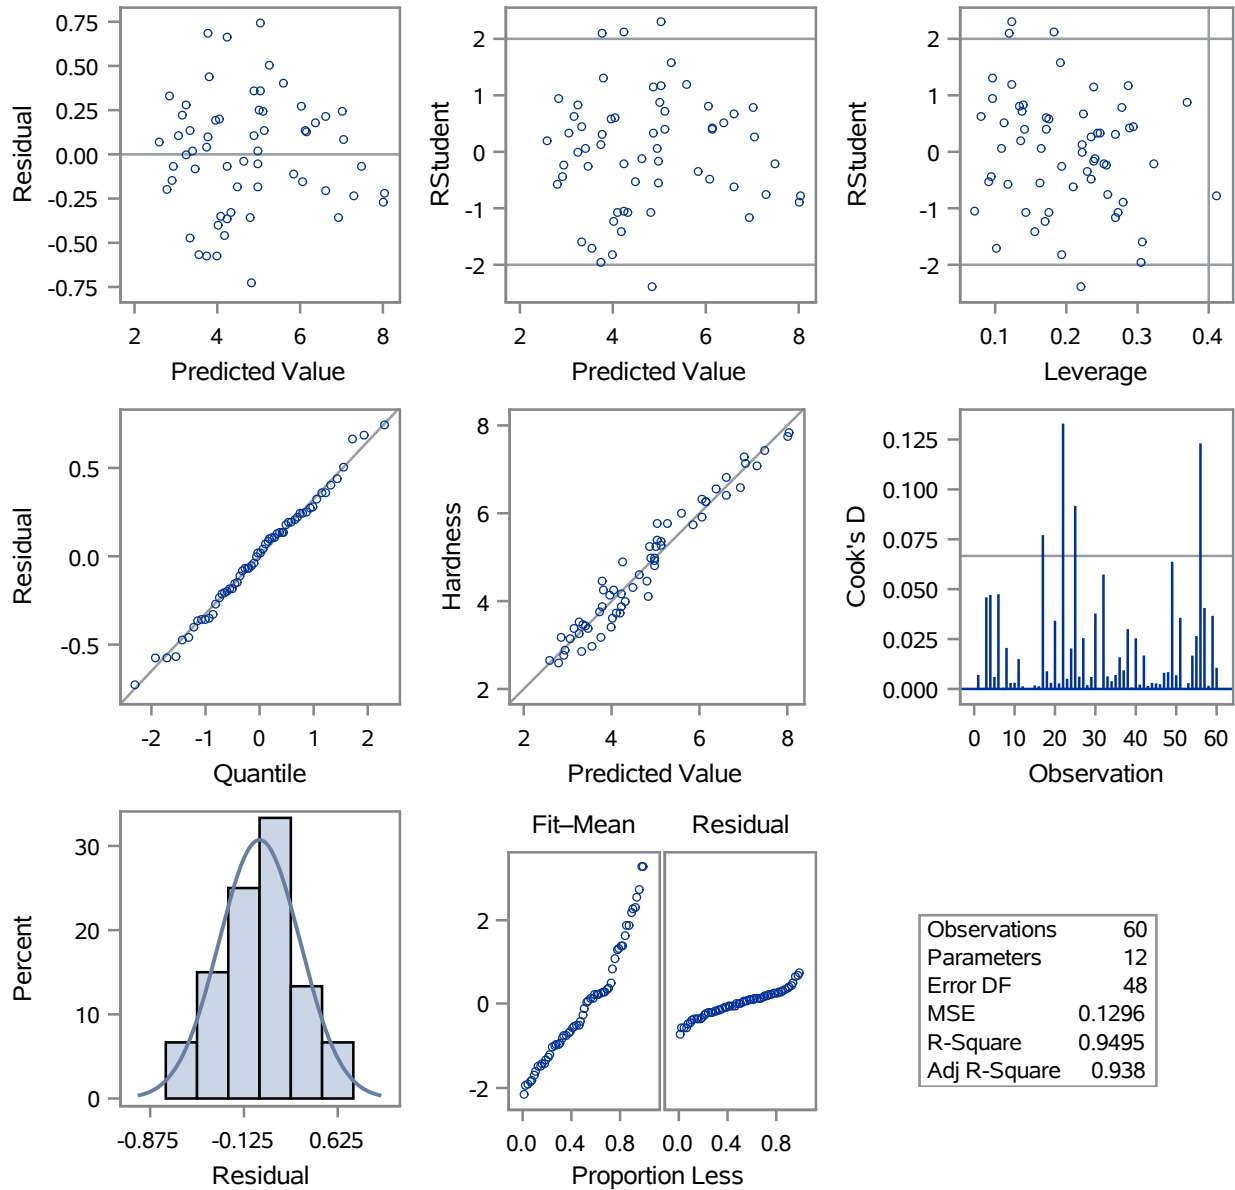 0.75
0.50
0.25
0.00
-0.25
-0.50
-0.75
Residual
2 4 6 8
Predicted Value
2
1
0
-1
-2
RStudent
2 4 6 8
Predicted Value
2
1
0
-1
-2
RStudent
0.1 0.2 0.3 0.4
Leverage
0.5
0.0
-0.5
Residual
-2 -1 0 1 2
Quantile
8
6
4
2
Hardness
2 4 6 8
Predicted Value
0.125
0.100
0.075
0.050
0.025
0.000
Cook's D
0 10 20 30 40 50 60
Observation
30
20
10
0
Percent
-0.875 -0.125 0.625
Residual
Fit–Mean Residual
2
0
-2
0.0 0.4 0.8 0.0 0.4 0.8
Proportion Less
Observations 60
Parameters 12
Error DF 48
MSE 0.1296
R-Square 0.9495
Adj R-Square 0.938